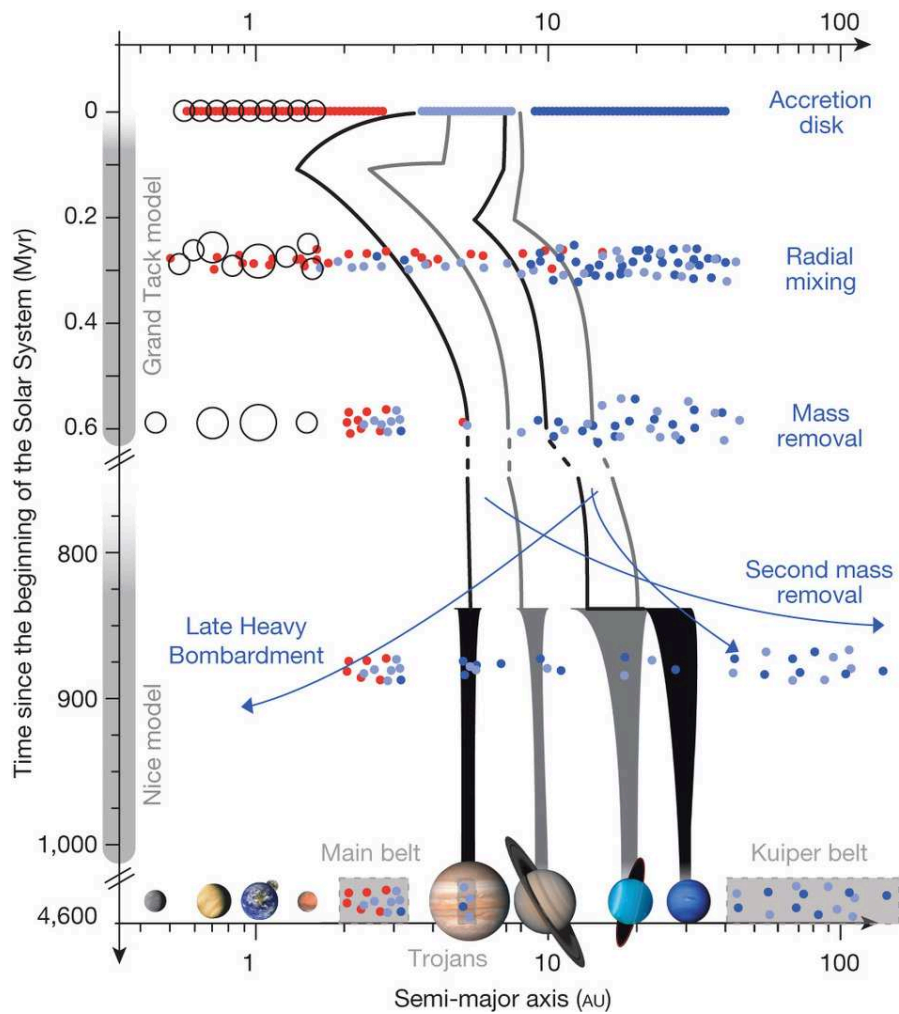 1 10 100
0
Accretion
disk
0.2
Grand Tack model
Radial
mixing
0.4
Mass
removal
0.6
Time since the beginning of the Solar System (Myr)
800
Second mass
removal
Late Heavy
Bombardment
900
Nice model
1,000
Main belt
Kuiper belt
4,600
Trojans
1 10 100
Semi-major axis (AU)